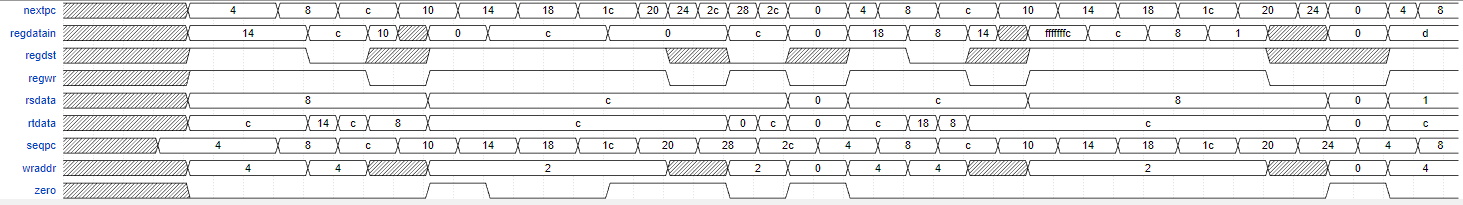 nextpc 4 8 c 10 14 18 1c 20 24 2c 28 2c 0 4 8 c 10 14 18 1c 20 24 0 4 8
regdatain 14 c 10 0 c 0 c 0 18 8 14 fffffffc c 8 1 0 d
regdst
regwr
rsdata 8 c 0 c 8 0 1
rtdata c 14 c 8 c 0 c 0 c 18 8 c 0 c
seqpc 4 8 c 10 14 18 1c 20 28 2c 4 8 c 10 14 18 1c 20 24 4 8
wraddr 4 4 2 2 0 4 4 2 0 4
zero